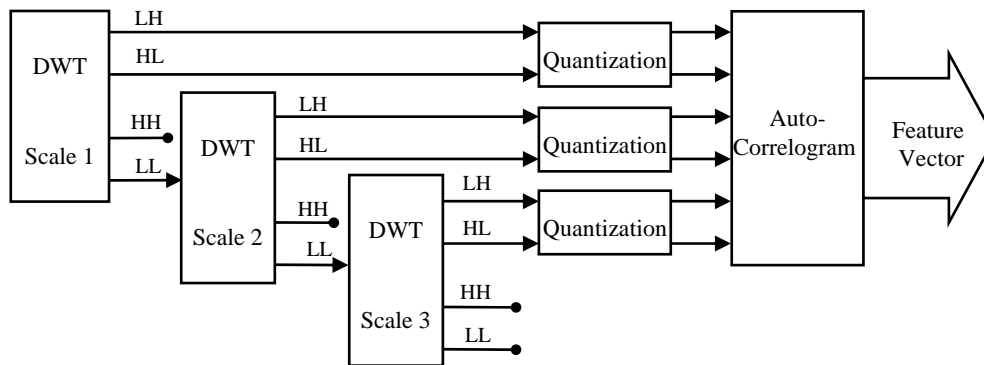 DWT
Scale 1
LH
HL
HH
LL
DWT
Scale 2
LH
HL
HH
LL
DWT
Scale 3
LH
HL
HH
LL
Quantization
Quantization
Quantization
Auto-
Correlogram
Feature
Vector